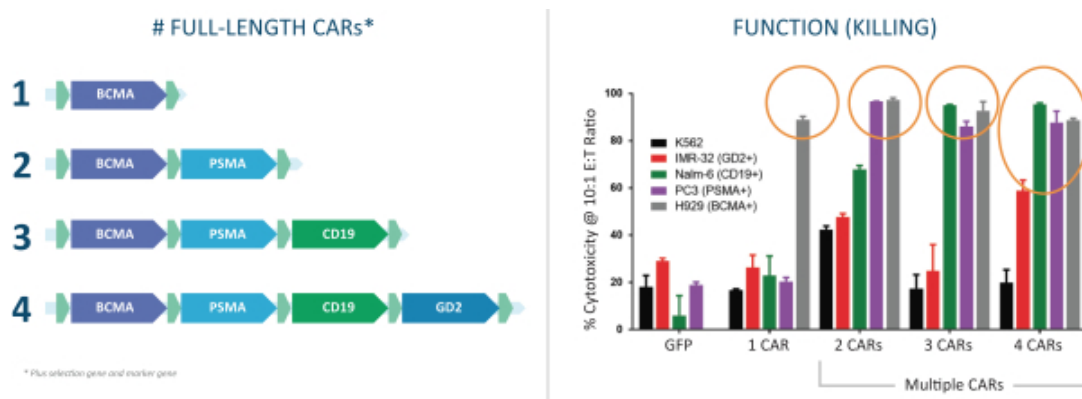 # FULL-LENGTH CARs*
1
BCMA
2
BCMA PSMA
3
BCMA PSMA CD19
4
BCMA PSMA CD19 GD2
* Plus selection gene and marker gene
FUNCTION (KILLING)
% Cytotoxicity @ 10:1 E:T Ratio
100
80
60
40
20
0
K562
IMR-32 (GD2+)
Nalm-6 (CD19+)
PC3 (PSMA+)
H929 (BCMA+)
GFP 1 CAR 2 CARs 3 CARs 4 CARs
Multiple CARs